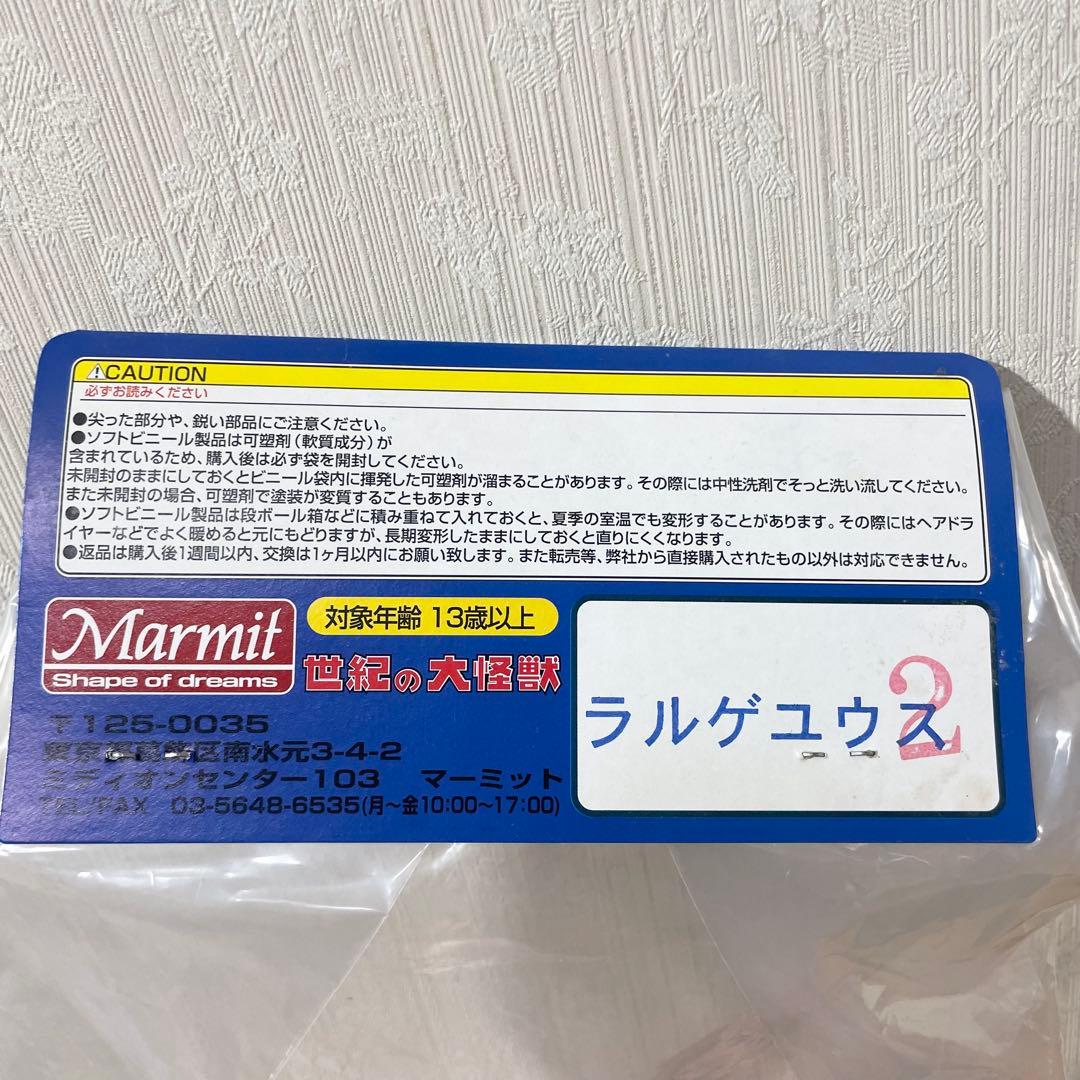 ⚠CAUTION
必ずお読みください
●尖った部分や、鋭い部品にご注意ください。
●ソフトビニール製品は可塑剤（軟質成分）が
含まれているため、購入後は必ず袋を開封してください。
未開封のままにしておくとビニール袋内に揮発した可塑剤が溜まることがあります。その際には中性洗剤でそっと洗い流してください。
また未開封の場合、可塑剤で塗装が変質することもあります。
●ソフトビニール製品は段ボール箱などに積み重ねて入れておくと、夏季の室温でも変形することがあります。その際にはヘアドラ
イヤーなどでよく暖めると元にもどりますが、長期変形したままにしておくと直りにくくなります。
●返品は購入後1週間以内、交換は1ヶ月以内にお願い致します。また転売等、弊社から直接購入されたもの以外は対応できません。
Marmit
Shape of dreams
対象年齢 13歳以上
世紀の大怪獣
〒125-0035
東京都葛飾区南水元3-4-2
ミディオンセンター103 マーミット
TEL/FAX 03-5648-6535(月～金10:00～17:00)
ラルゲユウス
2